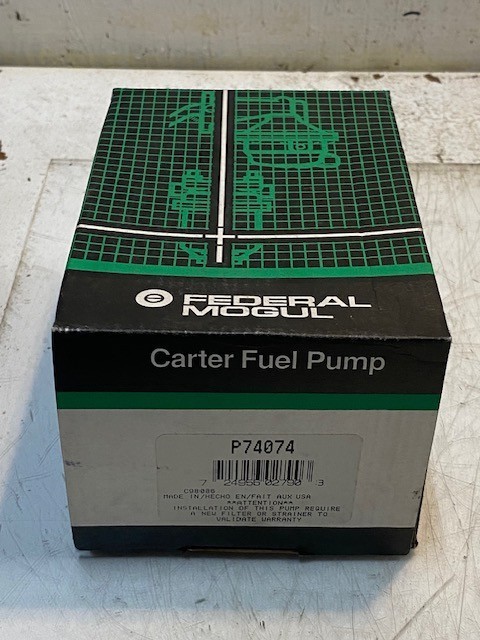 FEDERAL
MOGUL
Carter Fuel Pump
P74074
7 24956 02790 3
C08086
MADE IN/HECHO EN/FAIT AUX USA
**ATTENTION**
INSTALLATION OF THIS PUMP REQUIRE
A NEW FILTER OR STRAINER TO
VALIDATE WARRANTY